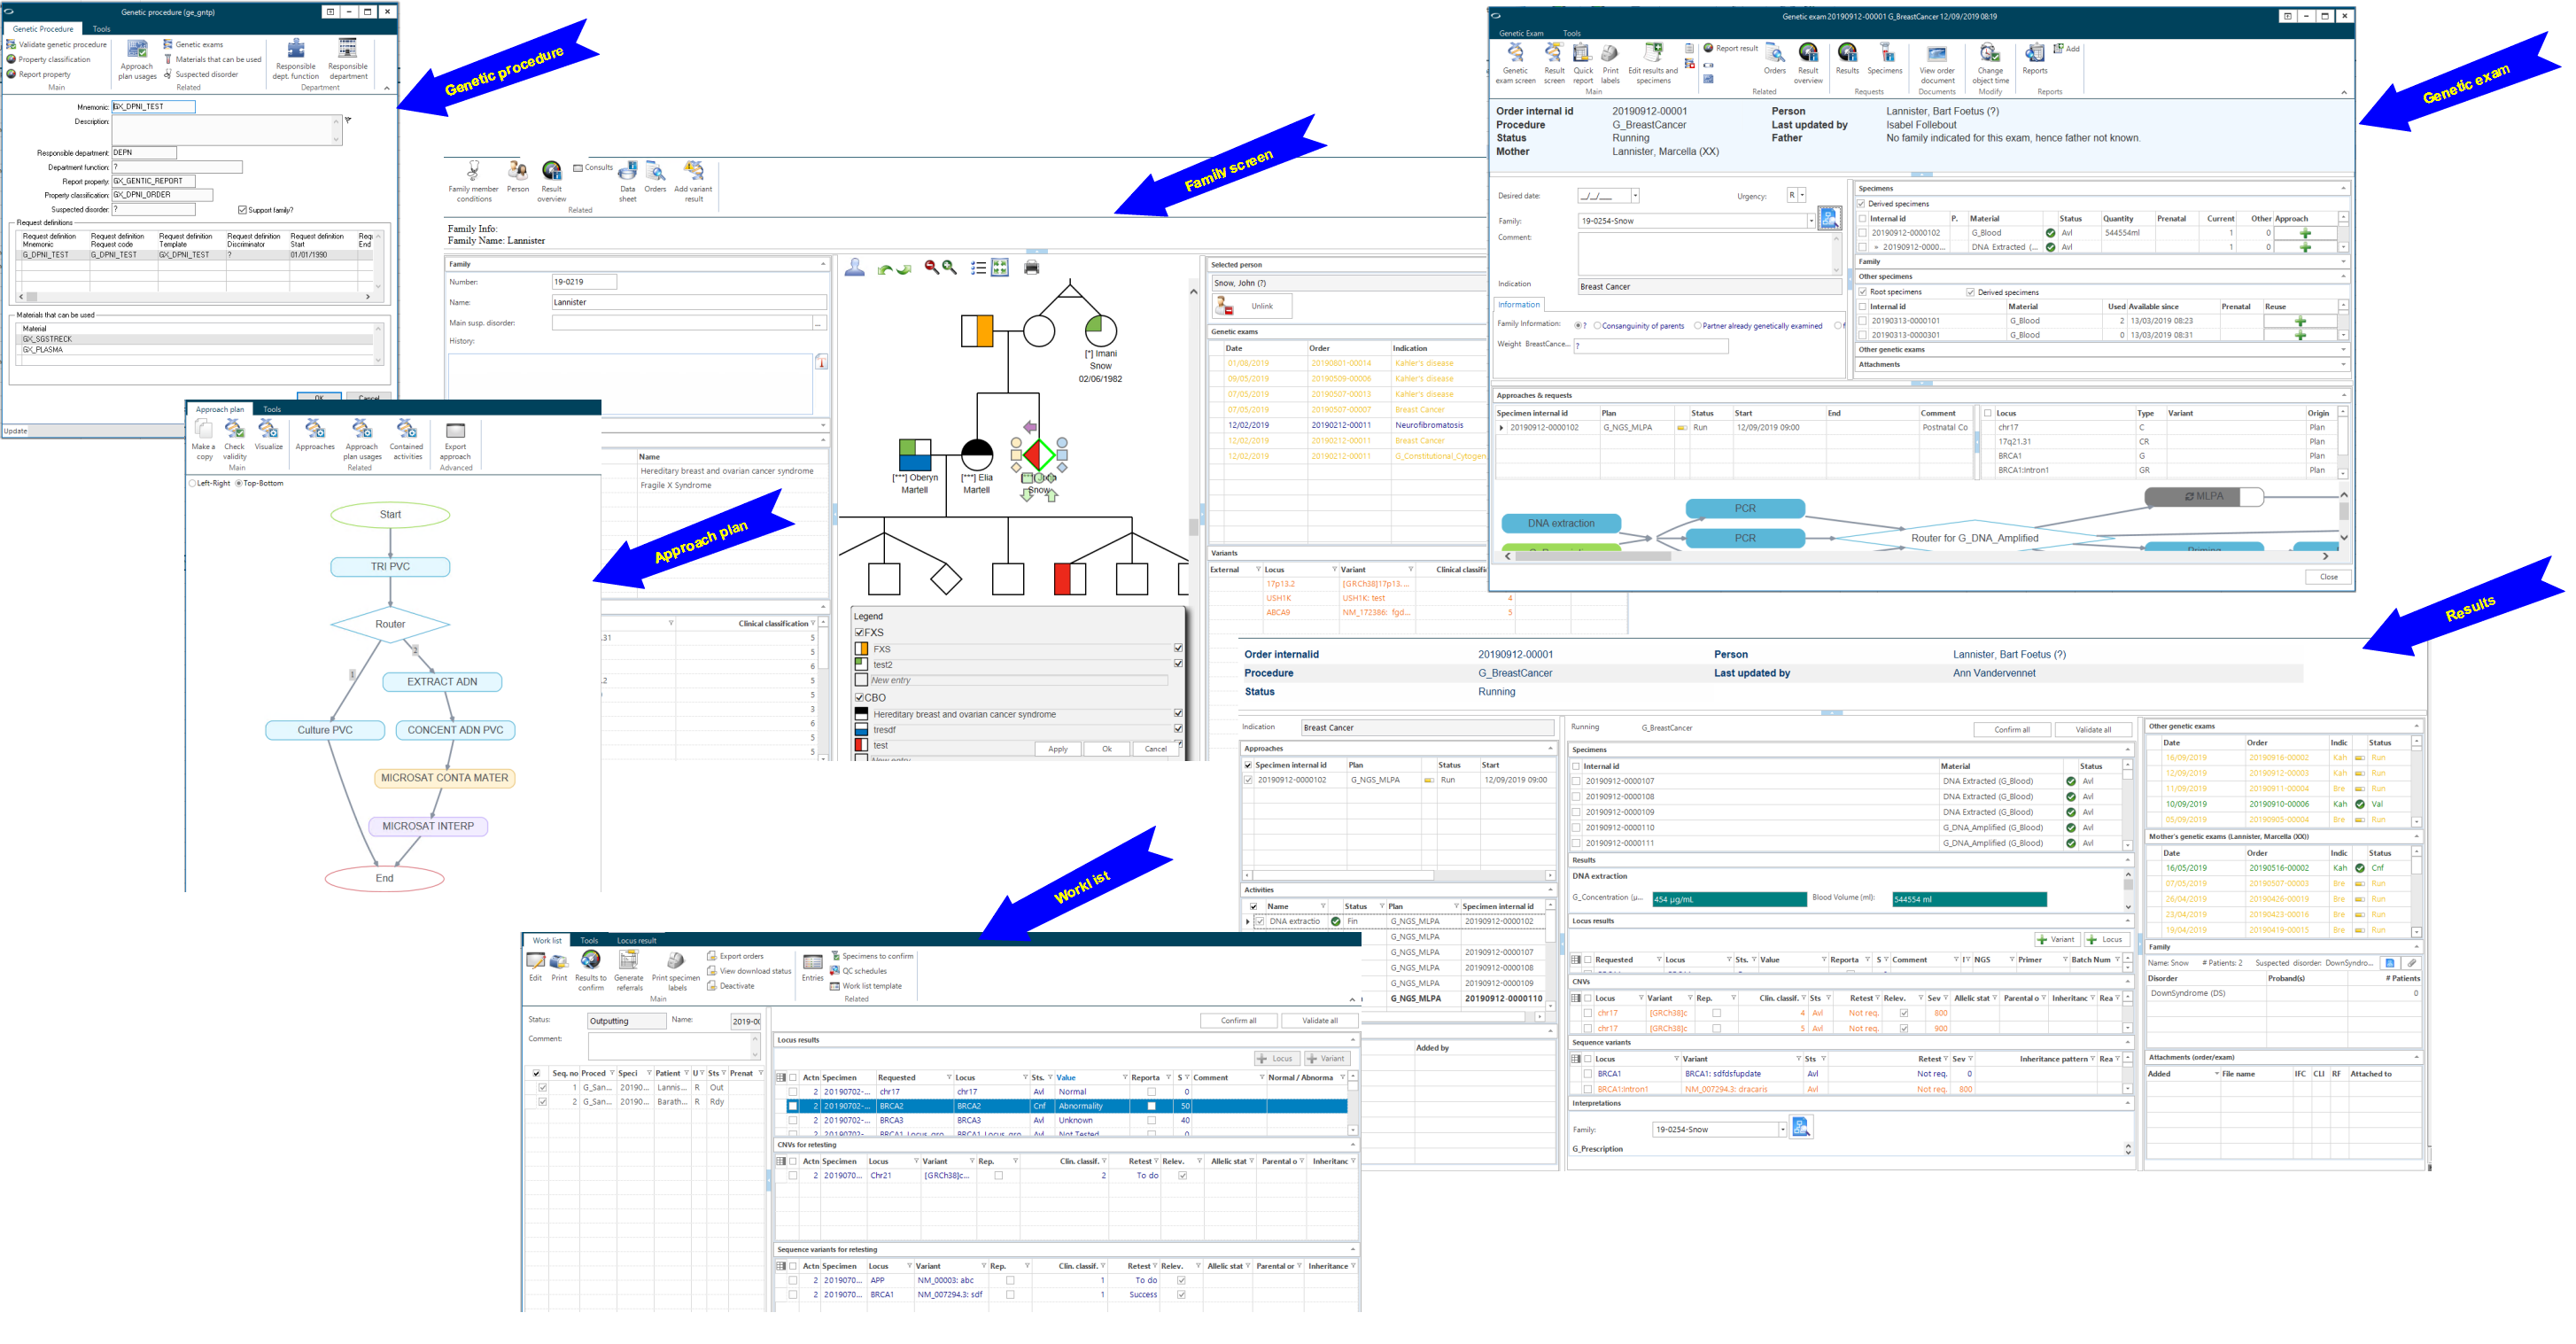 Genetic procedure (ge_gntp)
Genetic Procedure Tools
Validate genetic procedure
Property classification
Report property
Main
Approach plan usages
Genetic exams
Materials that can be used
Suspected disorder
Related
Responsible dept. function
Responsible department
Department
Mnemonic: GX_DPNI_TEST
Description:
Responsible department: DEPN
Department function: ?
Report property: GX_GENTIC_REPORT
Property classification: GX_DPNI_ORDER
Suspected disorder: ?
Support family?
Request definitions
Request definition Mnemonic Request definition Request code Request definition Template Request definition Discriminator Request definition Start
G_DPNI_TEST G_DPNI_TEST GX_DPNI_TEST ? 01/01/1990
Materials that can be used
Material
GX_SGSTRECK
GX_PLASMA
Update
Genetic procedure
Approach plan Tools
Make a copy
Check validity
Visualize
Main
Approaches
Approach plan usages
Contained activities
Related
Export approach
Advanced
Left-Right Top-Bottom
Start
TRI PVC
Router
1
2
EXTRACT ADN
Culture PVC
CONCENT ADN PVC
MICROSAT CONTA MATER
MICROSAT INTERP
End
Approach plan
Family member conditions
Person
Result overview
Consults
Data sheet
Orders
Add variant result
Related
Family Info:
Family Name: Lannister
Family
Number: 19-0219
Name: Lannister
Main susp. disorder:
History:
Name
Hereditary breast and ovarian cancer syndrome
Fragile X Syndrome
Clinical classification
5
5
6
5
3
6
5
5
[*] Imani
Snow
02/06/1982
[***] Oberyn
Martell
[***] Elia
Martell
Snow
Legend
FXS
FXS
test2
New entry
CBO
Hereditary breast and ovarian cancer syndrome
tresdf
test
Apply Ok Cancel
Selected person
Snow, John (?)
Unlink
Genetic exams
Date Order Indication
01/08/2019 20190801-00014 Kahler's disease
09/05/2019 20190509-00006 Kahler's disease
07/05/2019 20190507-00013 Kahler's disease
07/05/2019 20190507-00007 Breast Cancer
12/02/2019 20190212-00011 Neurofibromatosis
12/02/2019 20190212-00011 Breast Cancer
12/02/2019 20190212-00011 G_Constitutional_Cytogen
Variants
External Locus Variant Clinical classifi
17p13.2 [GRCh38]17p13....
USH1K USH1K: test 4
ABCA9 NM_172386: fgd... 5
Family screen
Genetic exam 20190912-00001 G_BreastCancer 12/09/2019 08:19
Genetic Exam Tools
Genetic exam screen
Result screen
Quick report
Print labels
Edit results and specimens
Main
Report result
Orders
Result overview
Related
Results
Specimens
Requests
View order document
Documents
Change object time
Modify
Reports
Add
Reports
Order internal id 20190912-00001 Person Lannister, Bart Foetus (?)
Procedure G_BreastCancer Last updated by Isabel Follebout
Status Running Father No family indicated for this exam, hence father not known.
Mother Lannister, Marcella (XX)
Desired date: _/_/___ Urgency: R
Family: 19-0254-Snow
Comment:
Indication Breast Cancer
Information
Family Information: ? Consanguinity of parents Partner already genetically examined
Weight BreastCance... ?
Specimens
Derived specimens
Internal id P. Material Status Quantity Prenatal Current Other Approach
20190912-0000102 G_Blood Avl 544554ml 1 0
» 20190912-0000... DNA Extracted (... Avl 1 0
Family
Other specimens
Root specimens Derived specimens
Internal id Material Used Available since Prenatal Reuse
20190313-0000101 G_Blood 2 13/03/2019 08:23
20190313-0000301 G_Blood 0 13/03/2019 08:31
Other genetic exams
Attachments
Approaches & requests
Specimen internal id Plan Status Start End Comment
20190912-0000102 G_NGS_MLPA Run 12/09/2019 09:00 Postnatal Co
Locus Type Variant Origin
chr17 C Plan
17q21.31 CR Plan
BRCA1 G Plan
BRCA1:Intron1 GR Plan
DNA extraction
PCR
PCR
Router for G_DNA_Amplified
MLPA
Close
Genetic exam
Order internalid 20190912-00001 Person Lannister, Bart Foetus (?)
Procedure G_BreastCancer Last updated by Ann Vandervennet
Status Running
Indication Breast Cancer
Approaches
Specimen internal id Plan Status Start
20190912-0000102 G_NGS_MLPA Run 12/09/2019 09:00
Activities
Name Status Plan Specimen internal id
DNA extractio Fin G_NGS_MLPA 20190912-0000102
G_NGS_MLPA
G_NGS_MLPA 20190912-0000107
G_NGS_MLPA 20190912-0000108
G_NGS_MLPA 20190912-0000109
G_NGS_MLPA 20190912-0000110
Added by
Running G_BreastCancer Confirm all Validate all
Specimens
Internal id Material Status
20190912-0000107 DNA Extracted (G_Blood) Avl
20190912-0000108 DNA Extracted (G_Blood) Avl
20190912-0000109 DNA Extracted (G_Blood) Avl
20190912-0000110 G_DNA_Amplified (G_Blood) Avl
20190912-0000111 G_DNA_Amplified (G_Blood) Avl
Results
DNA extraction
G_Concentration (µ... 454 µg/mL Blood Volume (ml): 544554 ml
Locus results
Variant Locus
Requested Locus Sts. Value Reporta S Comment NGS Primer Batch Num
CNVs
Locus Variant Rep. Clin. classif. Sts Retest Relev. Sev Allelic stat Parental o Inheritanc Rea
chr17 [GRCh38]c 4 Avl Not req. 800
chr17 [GRCh38]c 5 Avl Not req. 900
Sequence variants
Locus Variant Sts Retest Sev Inheritance pattern Rea
BRCA1 BRCA1: sdfdsfupdate Avl Not req. 0
BRCA1:Intron1 NM_007294.3: dracaris Avl Not req. 800
Interpretations
Family: 19-0254-Snow
G_Prescription
Other genetic exams
Date Order Indic Status
16/09/2019 20190916-00002 Kah Run
12/09/2019 20190912-00003 Kah Run
11/09/2019 20190911-00004 Bre Run
10/09/2019 20190910-00006 Kah Val
05/09/2019 20190905-00004 Bre Run
Mother's genetic exams (Lannister, Marcella (XX))
Date Order Indic Status
16/05/2019 20190516-00002 Kah Cnf
07/05/2019 20190507-00003 Bre Run
26/04/2019 20190426-00019 Bre Run
23/04/2019 20190423-00016 Bre Run
19/04/2019 20190419-00015 Bre Run
Family
Name: Snow # Patients: 2 Suspected disorder: DownSyndro...
Disorder Proband(s) # Patients
DownSyndrome (DS) 0
Attachments (order/exam)
Added File name IFC CLI RF Attached to
Results
Work list Tools Locus result
Edit
Print
Results to confirm
Generate referrals
Print specimen labels
Export orders
View download status
Deactivate
Main
Entries
Specimens to confirm
QC schedules
Work list template
Related
Status: Outputting Name: 2019-0
Comment:
Confirm all Validate all
Seq. no Proced Speci Patient U Sts Prenat
1 G_San... 20190... Lannis... R Out
2 G_San... 20190... Barath... R Rdy
Locus results
Locus Variant
Actn Specimen Requested Locus Sts. Value Reporta S Comment Normal / Abnorma
2 20190702-... chr17 chr17 Avl Normal 0
2 20190702-... BRCA2 BRCA2 Cnf Abnormality 50
2 20190702-... BRCA3 BRCA3 Avl Unknown 40
2 20190702-... BRCA1_Locus_gro BRCA1_Locus_gro Avl Not Tested 0
CNVs for retesting
Actn Specimen Locus Variant Rep. Clin. classif. Retest Relev. Allelic stat Parental o Inheritanc
2 2019070... Chr21 [GRCh38]c... 2 To do
Sequence variants for retesting
Actn Specimen Locus Variant Rep. Clin. classif. Retest Relev. Allelic stat Parental or Inheritance
2 2019070... APP NM_00003: abc 1 To do
2 2019070... BRCA1 NM_007294.3: sdf 1 Success
Worklist